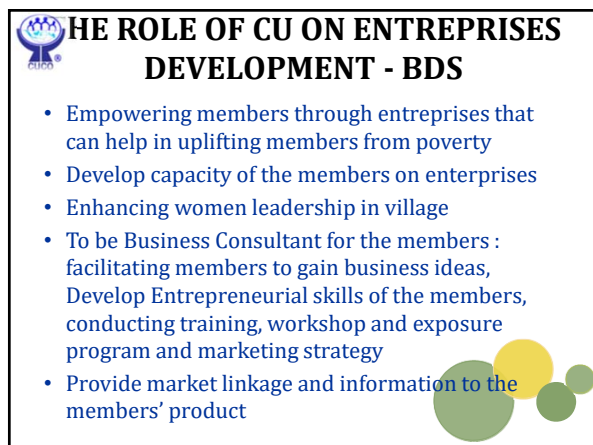 HE ROLE OF CU ON ENTREPRISES
DEVELOPMENT - BDS
CUCO
• Empowering members through entreprises that
can help in uplifting members from poverty
• Develop capacity of the members on enterprises
• Enhancing women leadership in village
• To be Business Consultant for the members :
facilitating members to gain business ideas,
Develop Entrepreneurial skills of the members,
conducting training, workshop and exposure
program and marketing strategy
• Provide market linkage and information to the
members’ product